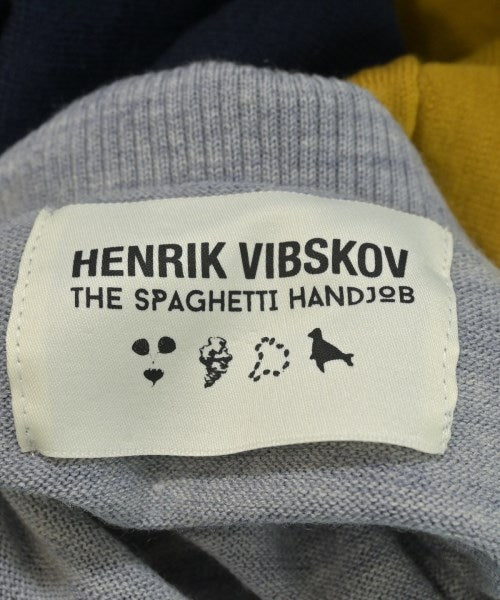 HENRIK VIBSKOV
THE SPAGHETTI HANDJOB